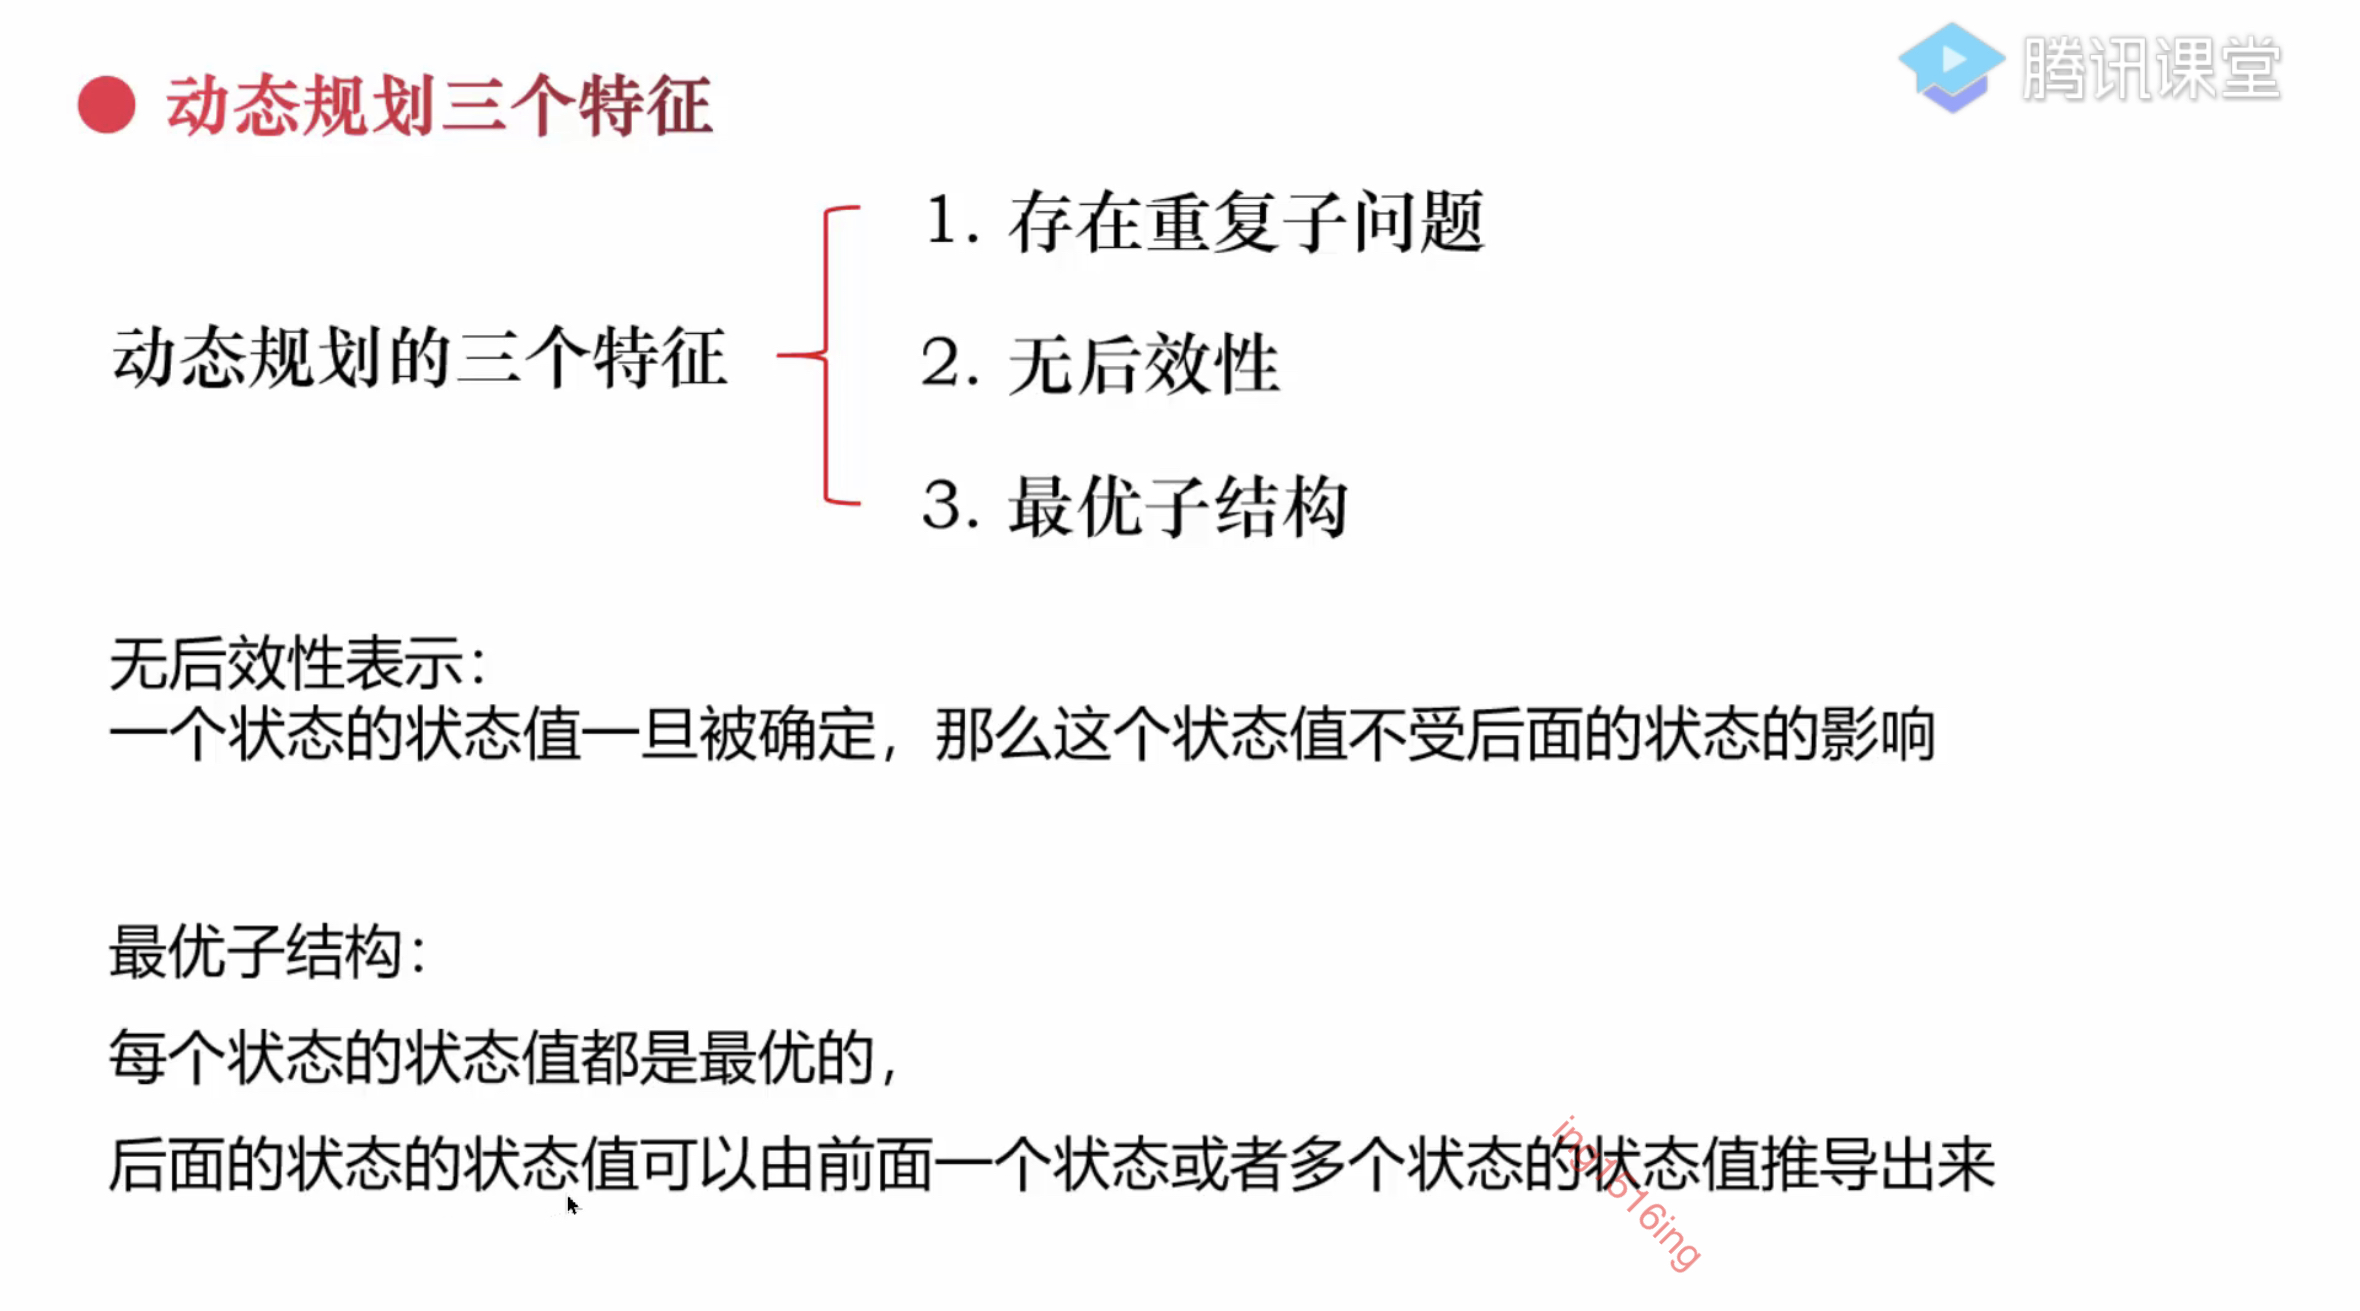 动态规划三个特征
腾讯课堂
动态规划的三个特征
1. 存在重复子问题
2. 无后效性
3. 最优子结构
无后效性表示：
一个状态的状态值一旦被确定，那么这个状态值不受后面的状态的影响
最优子结构：
每个状态的状态值都是最优的，
后面的状态的状态值可以由前面一个状态或者多个状态的状态值推导出来
ing1616ing